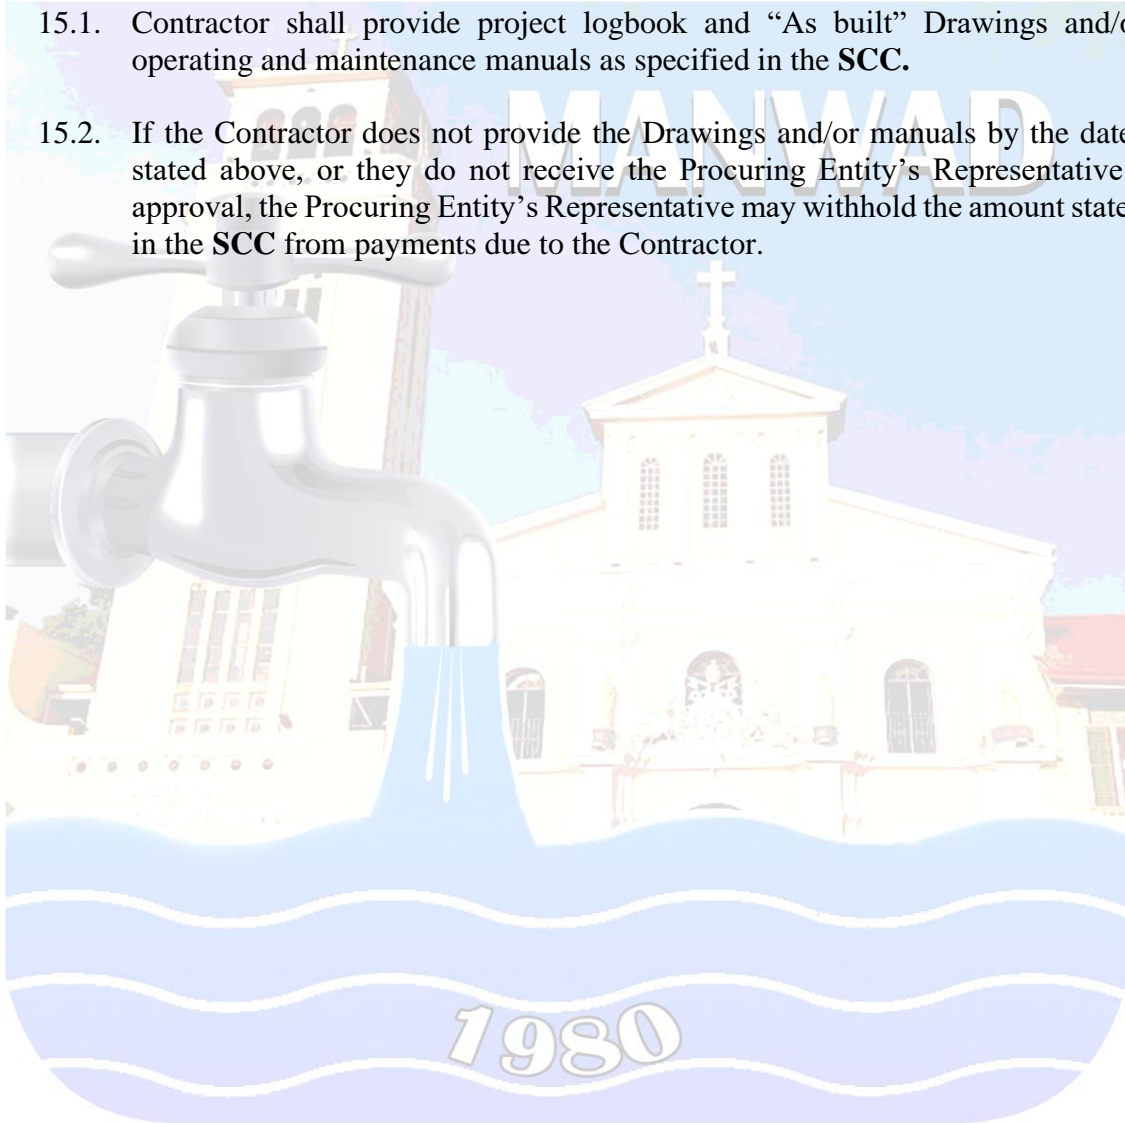 15.1. Contractor shall provide project logbook and “As built” Drawings and/o
operating and maintenance manuals as specified in the SCC.
15.2. If the Contractor does not provide the Drawings and/or manuals by the date
stated above, or they do not receive the Procuring Entity’s Representative
approval, the Procuring Entity’s Representative may withhold the amount state
in the SCC from payments due to the Contractor.
MANWAD
1980